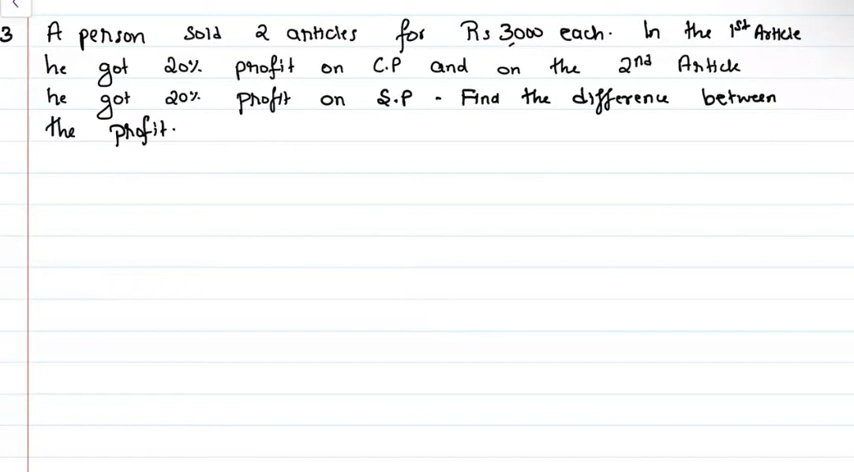 3 A person sold 2 articles for Rs 3000 each. In the 1st Article
he got 20% profit on C.P and on the 2nd Article
he got 20% profit on S.P - Find the difference between
the profit.